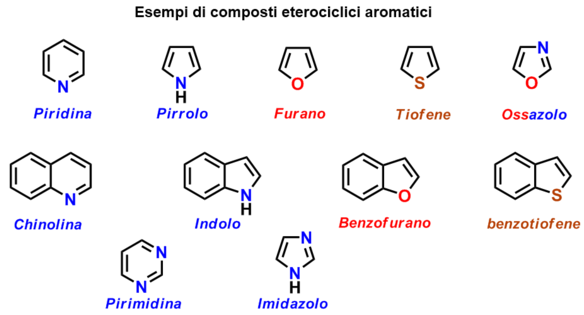 Esempi di composti eterociclici aromatici
N
N
H
O
S
N
O
Piridina
Pirrolo
Furano
Tiofene
Ossazolo
N
N
H
O
S
Chinolina
Indolo
Benzofurano
benzotiofene
N
N
N
N
H
Pirimidina
Imidazolo